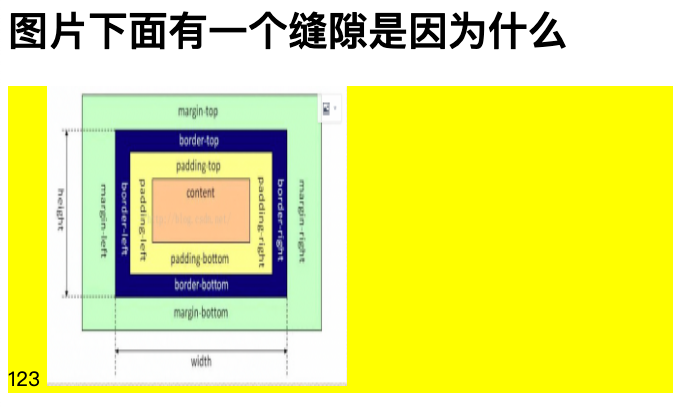 图片下面有一个缝隙是因为什么
margin-top
border-top
padding-top
content
height
margin-left
border-left
padding-left
padding-right
border-right
margin-right
padding-bottom
border-bottom
margin-bottom
width
123